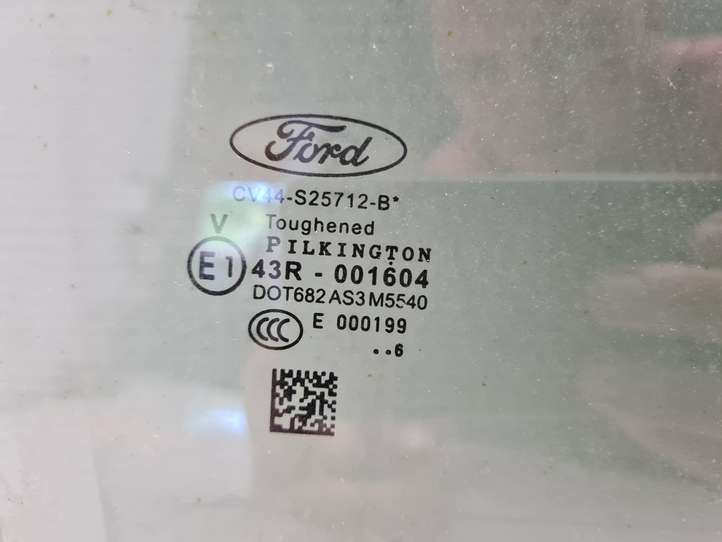 Ford
CV44-S25712-B*
V Toughened
PILKINGTON
E1 43R - 001604
DOT682 AS3 M5540
CCC E 000199
..6